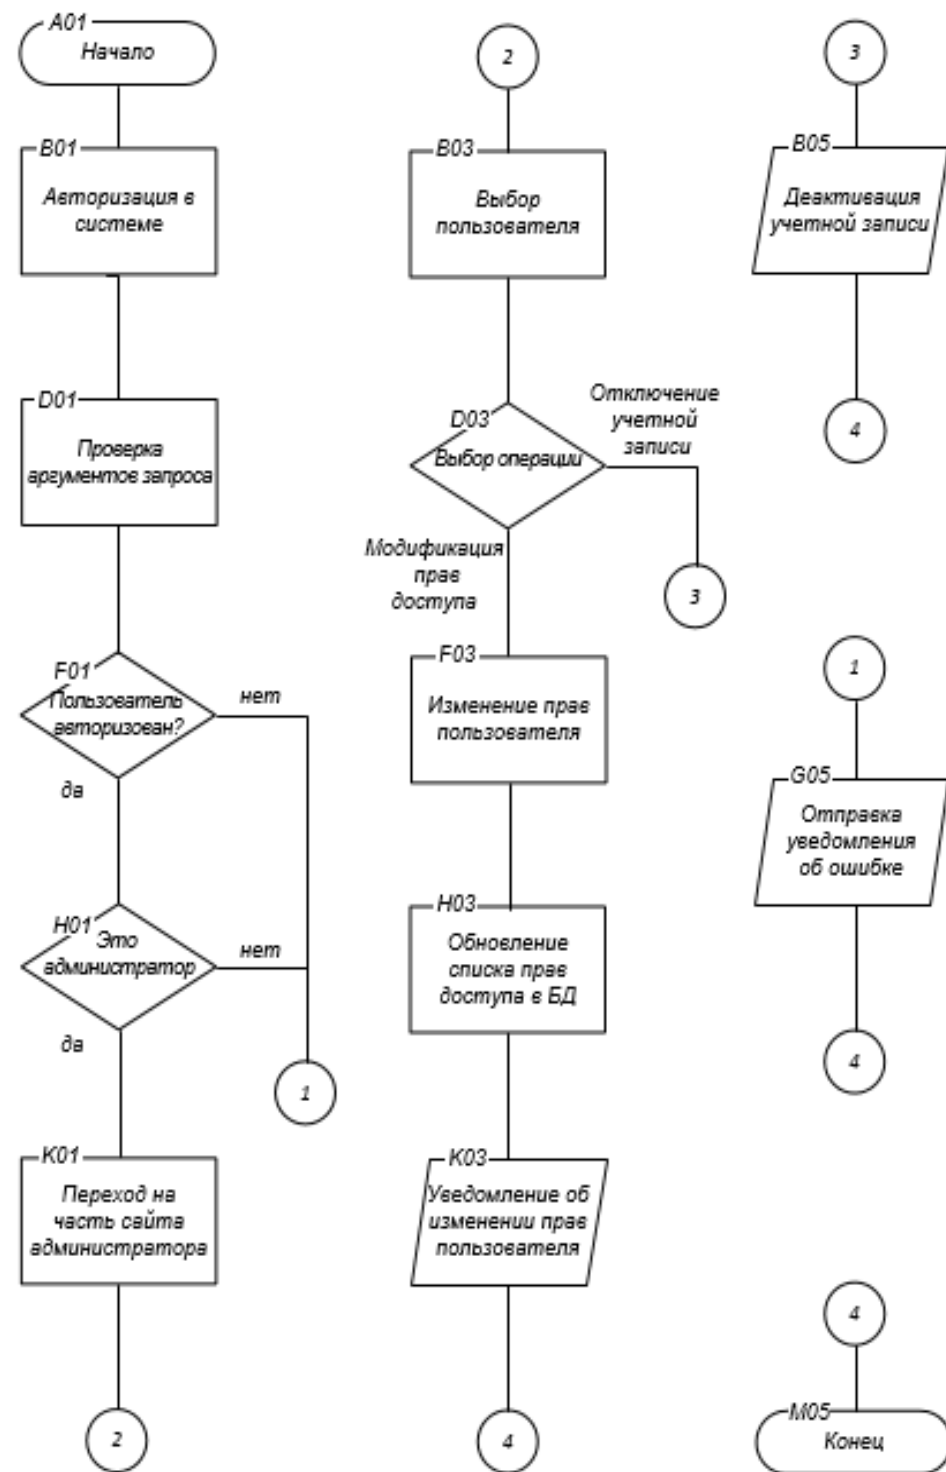 A01
Начало
B01
Авторизация в
системе
D01
Проверка
аргументов запроса
F01
Пользователь
авторизован?
нет
да
H01
Это
администратор
нет
да
1
K01
Переход на
часть сайта
администратора
2
2
B03
Выбор
пользователя
D03
Выбор операции
Отключение
учетной
записи
3
Модификация
прав
доступа
F03
Изменение прав
пользователя
H03
Обновление
списка прав
доступа в БД
K03
Уведомление об
изменении прав
пользователя
4
3
B05
Деактивация
учетной записи
4
1
G05
Отправка
уведомления
об ошибке
4
4
M05
Конец